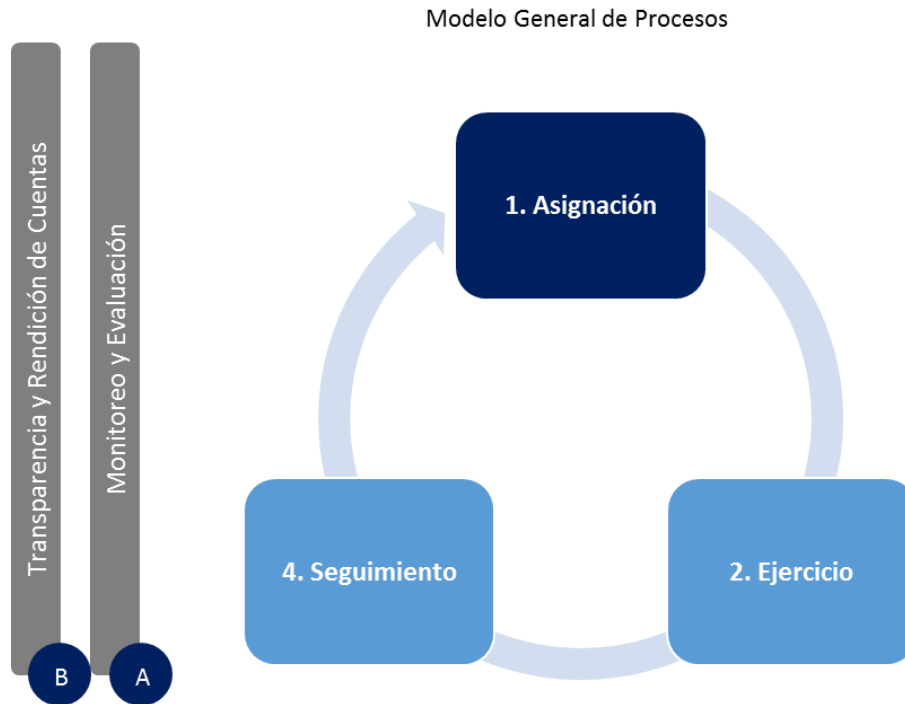 Modelo General de Procesos
Transparencia y Rendición de Cuentas
Monitoreo y Evaluación
1. Asignación
4. Seguimiento
2. Ejercicio
B
A